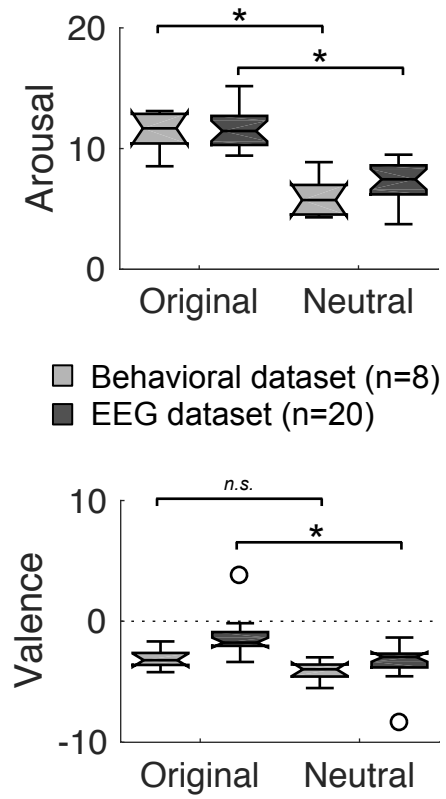 *
*
20
10
0
Arousal
Original Neutral
Behavioral dataset (n=8)
EEG dataset (n=20)
n.s.
*
10
0
-10
Valence
Original Neutral